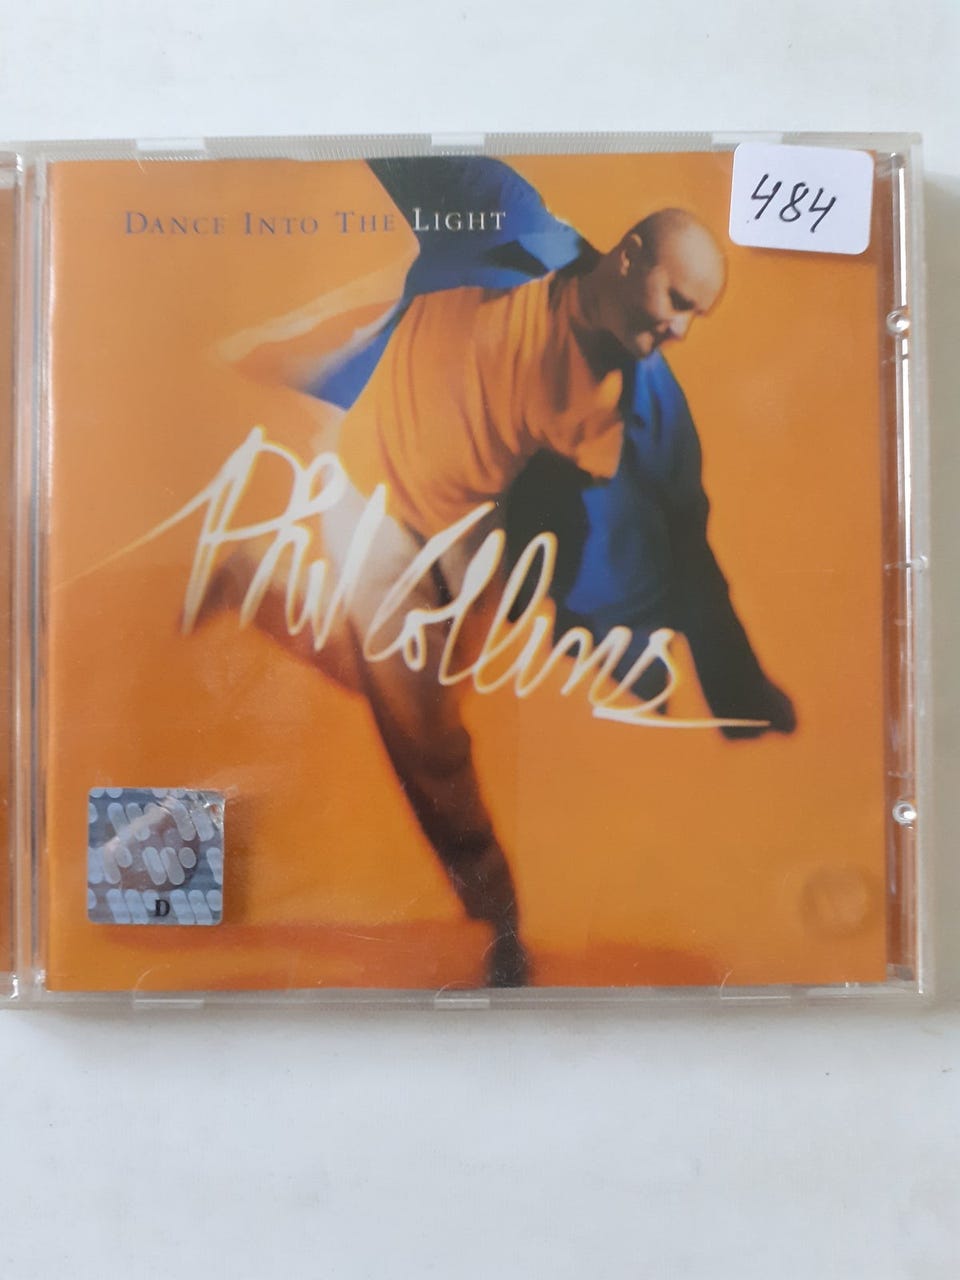 DANCE INTO THE LIGHT
484
Phil Collins
D